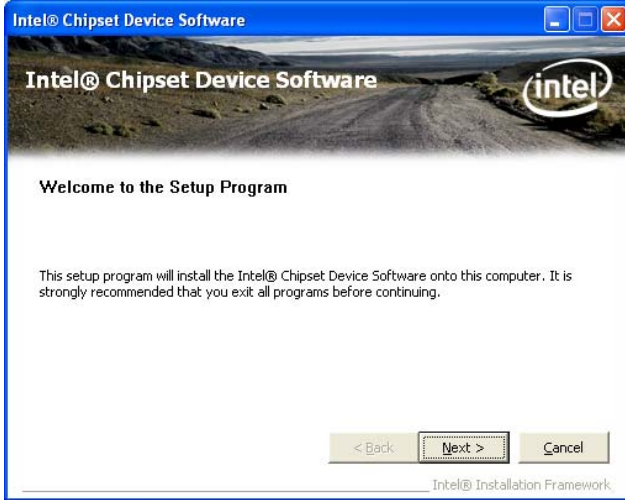 Intel® Chipset Device Software
Intel® Chipset Device Software
intel
Welcome to the Setup Program
This setup program will install the Intel® Chipset Device Software onto this computer. It is
strongly recommended that you exit all programs before continuing.
< Back
Next >
Cancel
Intel® Installation Framework